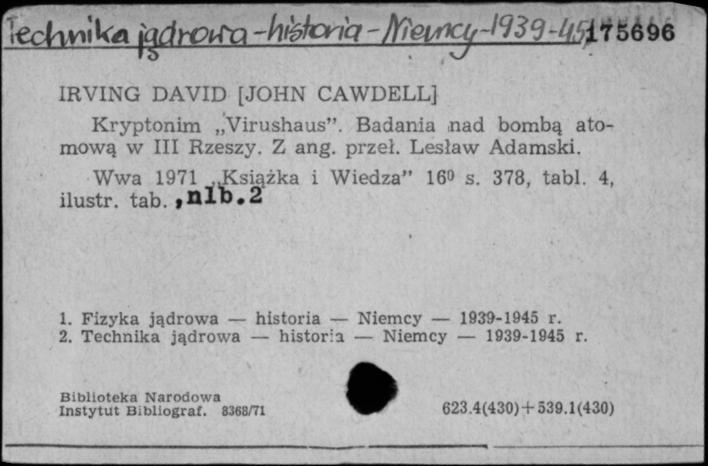 Technika jądrowa - historia - Niemcy - 1939-45 175696
IRVING DAVID [JOHN CAWDELL]
Kryptonim „Virushaus”. Badania nad bombą ato-
mową w III Rzeszy. Z ang. przeł. Lesław Adamski.
Wwa 1971 „Książka i Wiedza” 16⁰ s. 378, tabl. 4,
ilustr. tab. , nlb. 2
1. Fizyka jądrowa — historia — Niemcy — 1939-1945 r.
2. Technika jądrowa — historia — Niemcy — 1939-1945 r.
Biblioteka Narodowa
Instytut Bibliograf. 8368/71 623.4(430)+539.1(430)